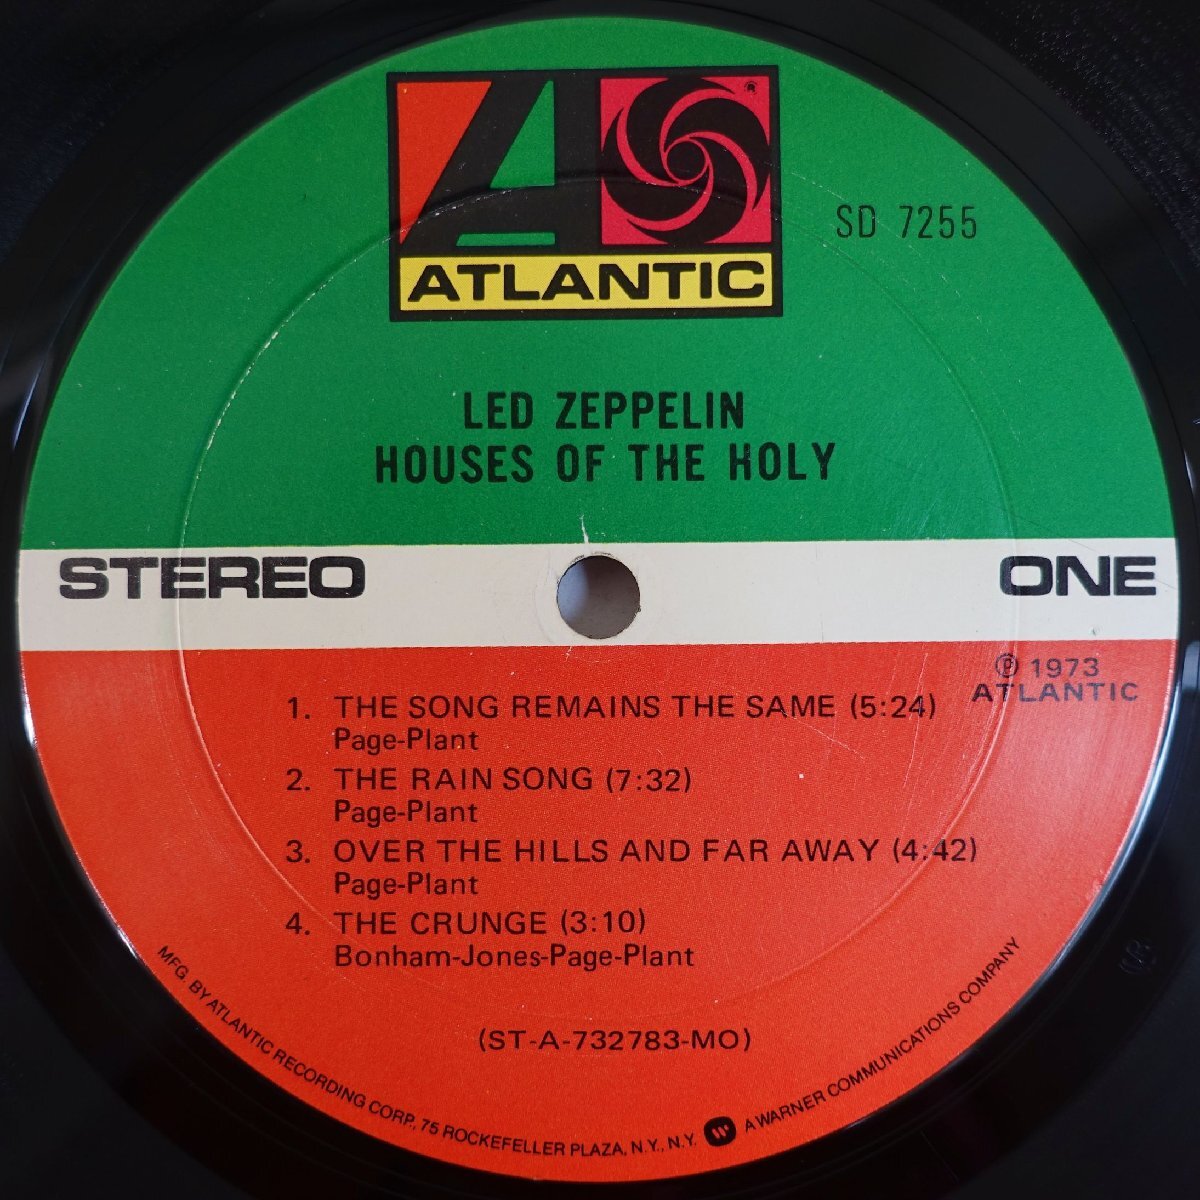 ATLANTIC
®
SD 7255
LED ZEPPELIN
HOUSES OF THE HOLY
STEREO
ONE
Ⓟ 1973
ATLANTIC
1. THE SONG REMAINS THE SAME (5:24)
Page-Plant
2. THE RAIN SONG (7:32)
Page-Plant
3. OVER THE HILLS AND FAR AWAY (4:42)
Page-Plant
4. THE CRUNGE (3:10)
Bonham-Jones-Page-Plant
(ST-A-732783-MO)
MFG. BY ATLANTIC RECORDING CORP., 75 ROCKEFELLER PLAZA, N.Y., N.Y. A WARNER COMMUNICATIONS COMPANY